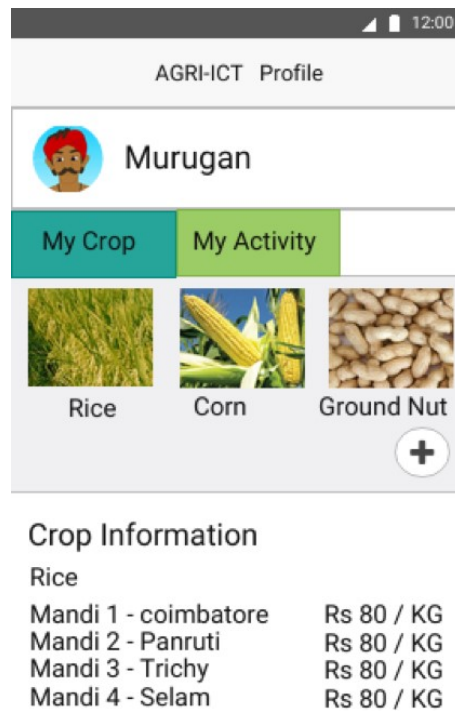 12:00
AGRI-ICT Profile
Murugan
My Crop My Activity
Rice Corn Ground Nut
Crop Information
Rice
Mandi 1 - coimbatore Rs 80 / KG
Mandi 2 - Panruti Rs 80 / KG
Mandi 3 - Trichy Rs 80 / KG
Mandi 4 - Selam Rs 80 / KG